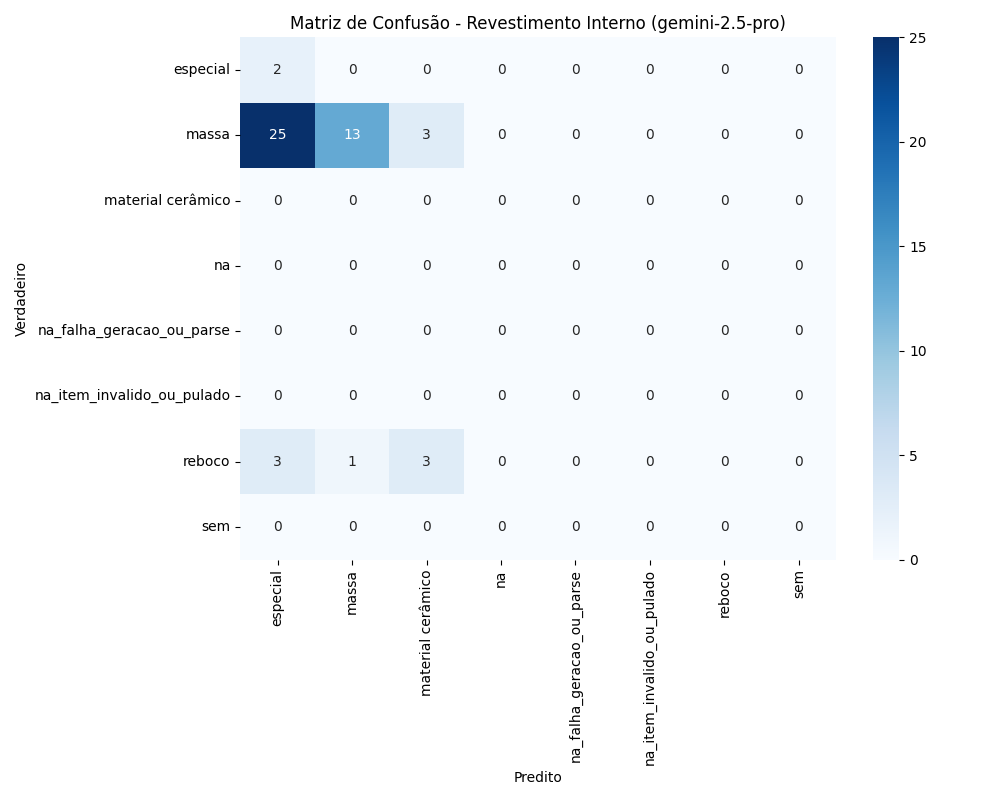 Matriz de Confusão - Revestimento Interno (gemini-2.5-pro)
especial 2 0 0 0 0 0 0 0
massa 25 13 3 0 0 0 0 0
material cerâmico 0 0 0 0 0 0 0 0
na 0 0 0 0 0 0 0 0
na_falha_geracao_ou_parse 0 0 0 0 0 0 0 0
na_item_invalido_ou_pulado 0 0 0 0 0 0 0 0
reboco 3 1 3 0 0 0 0 0
sem 0 0 0 0 0 0 0 0
Verdadeiro
especial
massa
material cerâmico
na
na_falha_geracao_ou_parse
na_item_invalido_ou_pulado
reboco
sem
Predito
25
20
15
10
5
0